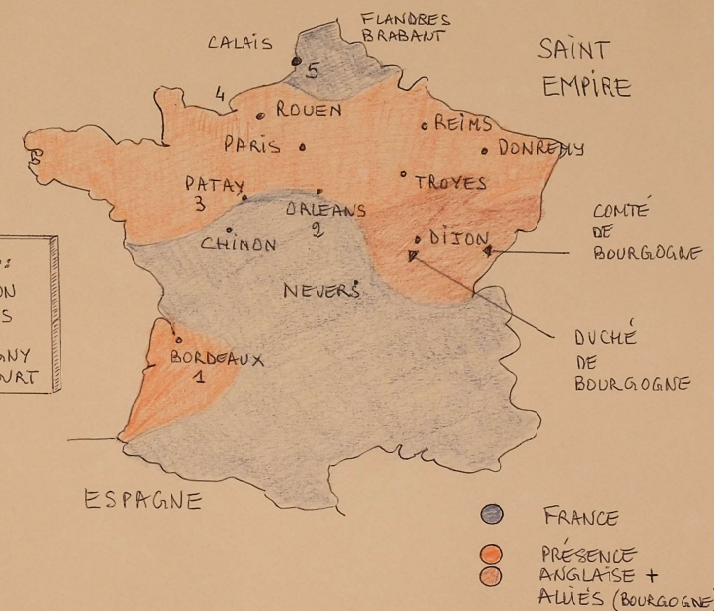 CALAIS
FLANDRES
BRABANT
SAINT
EMPIRE
5
4
ROUEN
REIMS
PARIS
DONREMY
PATAY
3
TROYES
ORLEANS
2
CHINON
DIJON
COMTÉ
DE
BOURGOGNE
NEVERS
DUCHÉ
DE
BOURGOGNE
BORDEAUX
1
ESPAGNE
FRANCE
PRÉSENCE
ANGLAISE +
ALLIÉS (BOURGOGNE